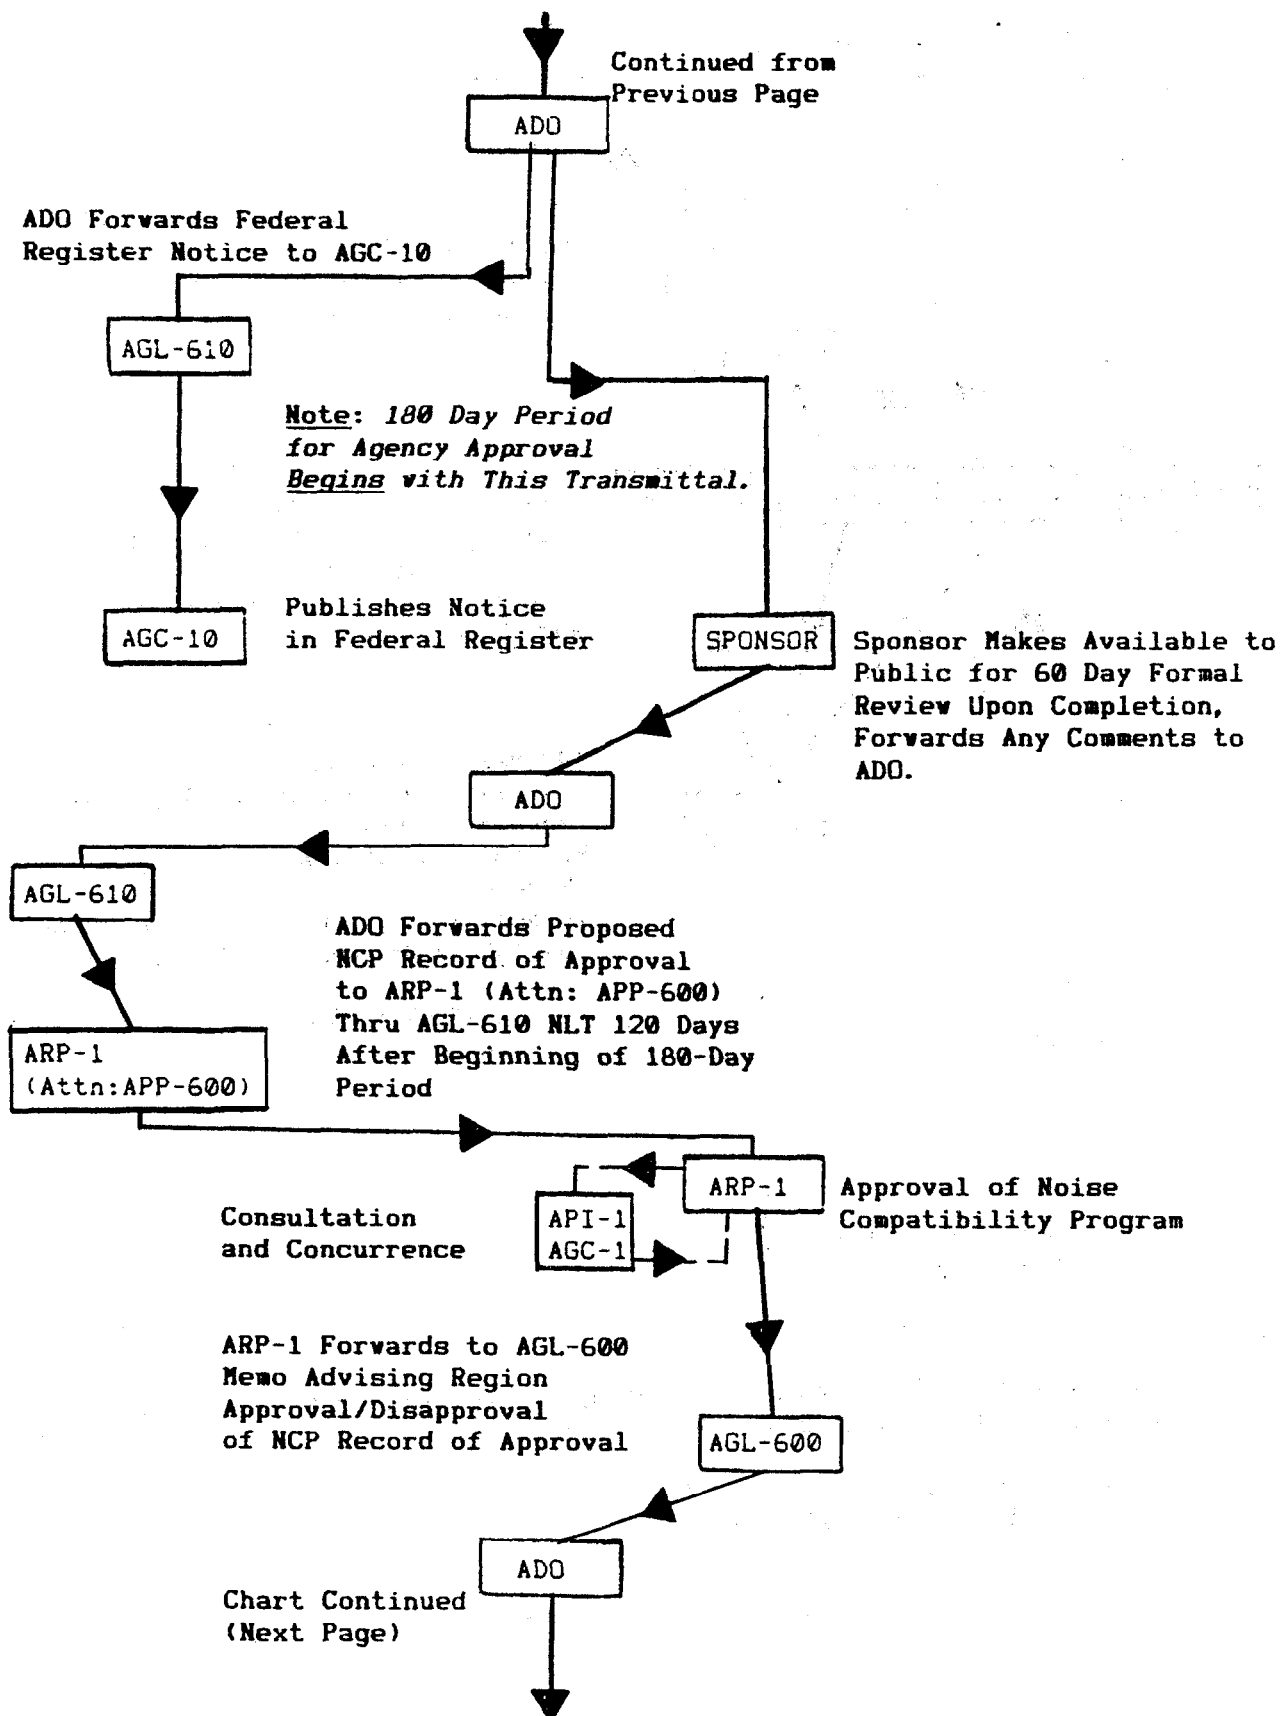 Continued from
Previous Page
ADO
ADO Forwards Federal
Register Notice to AGC-10
AGL-610
Note: 180 Day Period
for Agency Approval
Begins with This Transmittal.
AGC-10
Publishes Notice
in Federal Register
SPONSOR
Sponsor Makes Available to
Public for 60 Day Formal
Review Upon Completion,
Forwards Any Comments to
ADO.
ADO
AGL-610
ADO Forwards Proposed
NCP Record of Approval
to ARP-1 (Attn: APP-600)
Thru AGL-610 NLT 120 Days
After Beginning of 180-Day
Period
ARP-1
(Attn:APP-600)
ARP-1
Approval of Noise
Compatibility Program
API-1
AGC-1
Consultation
and Concurrence
ARP-1 Forwards to AGL-600
Memo Advising Region
Approval/Disapproval
of NCP Record of Approval
AGL-600
ADO
Chart Continued
(Next Page)